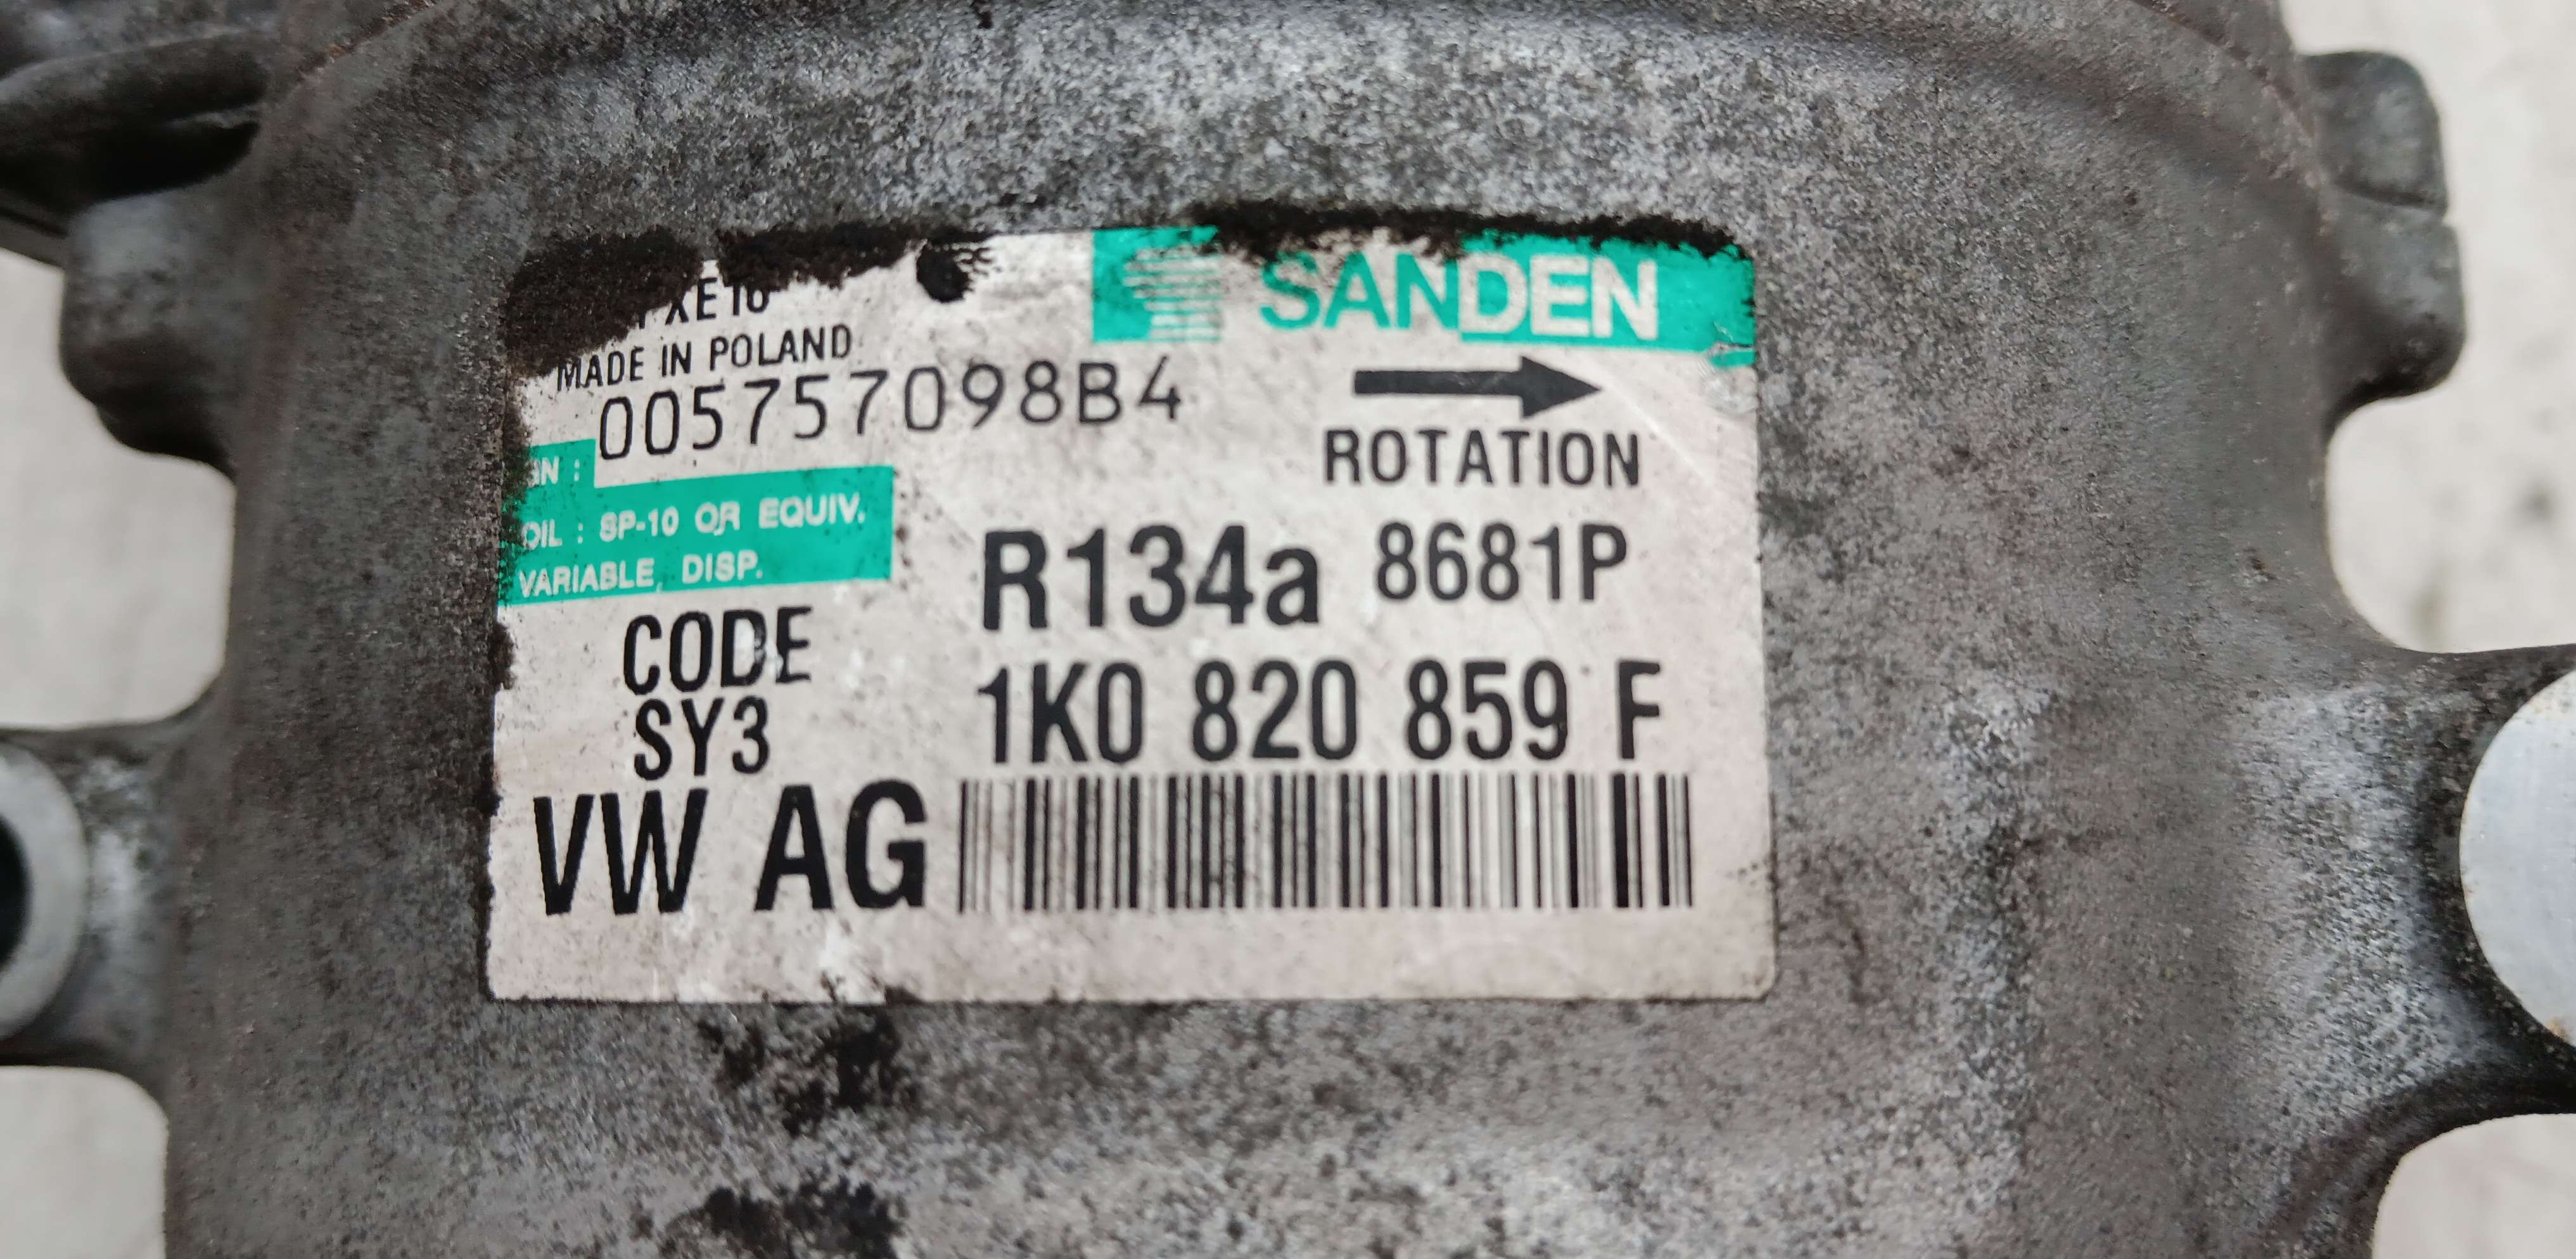 SANDEN
MADE IN POLAND
005757098B4
ROTATION
OIL : SP-10 OR EQUIV.
VARIABLE DISP.
R134a 8681P
CODE
SY3
1K0 820 859 F
VW AG